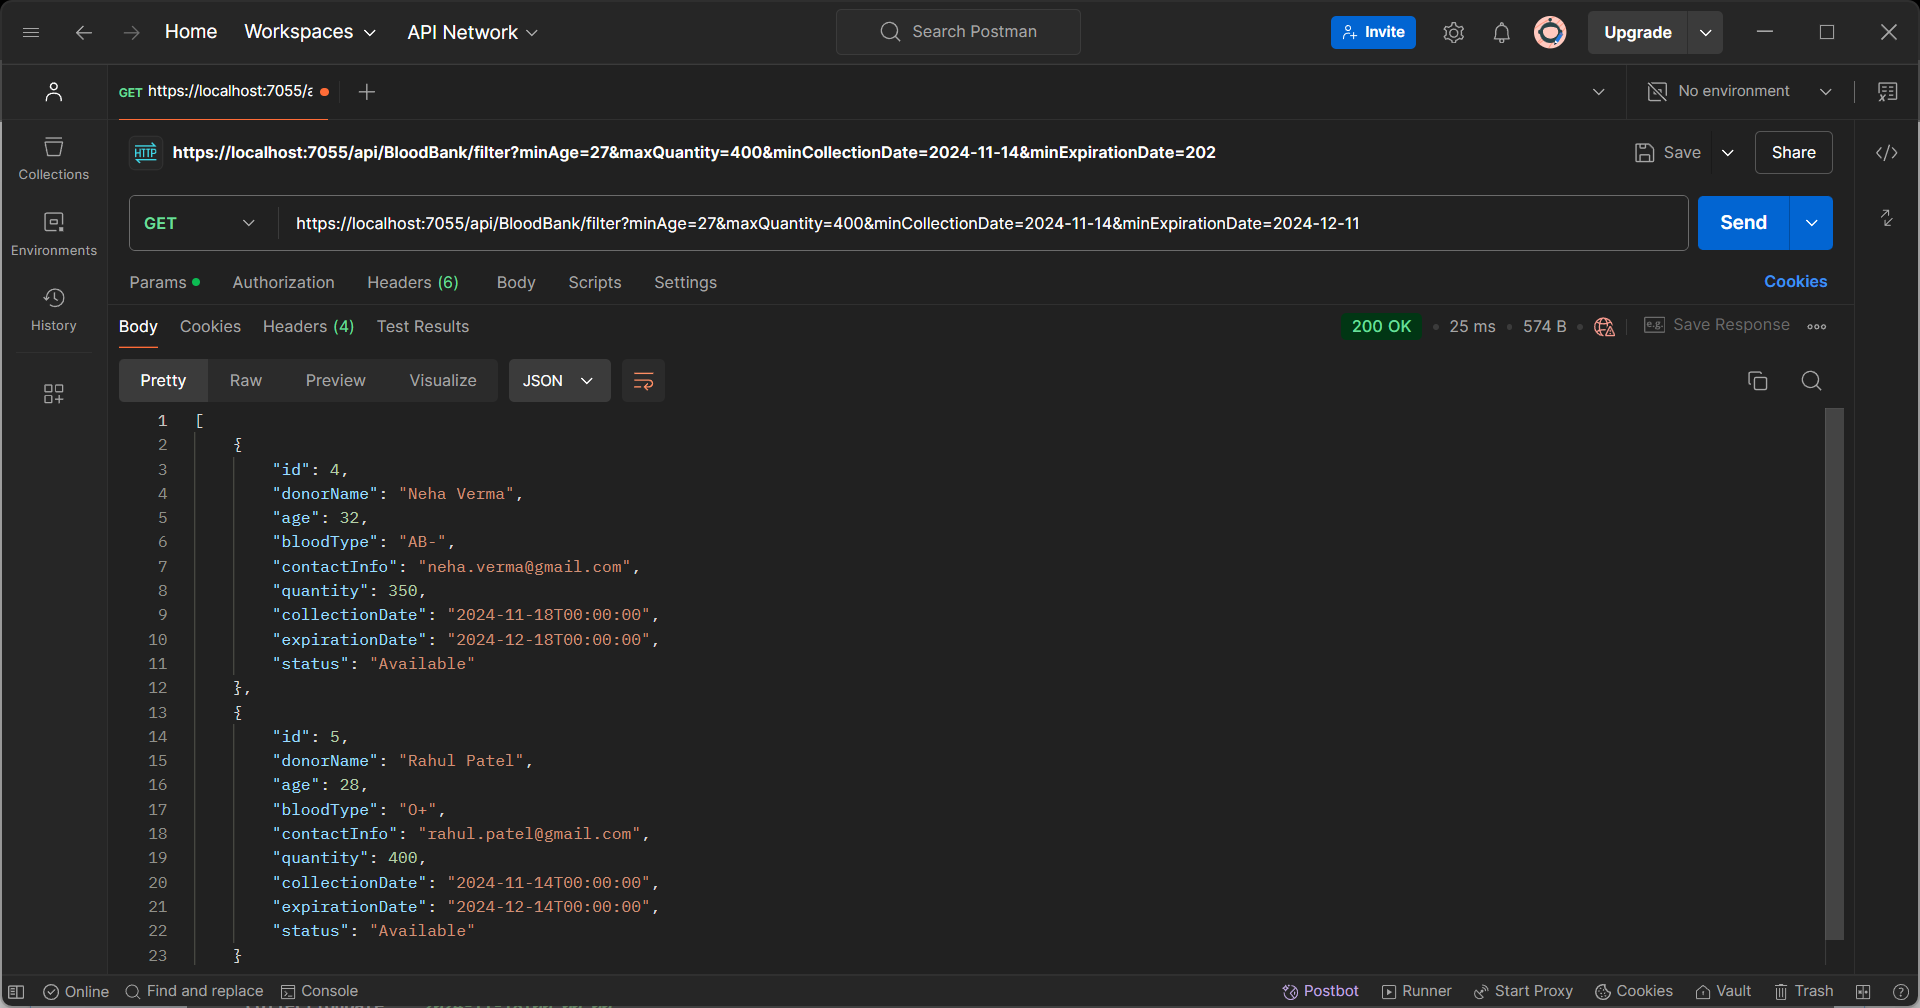 Home Workspaces API Network Search Postman Invite Upgrade
GET https://localhost:7055/a No environment
HTTP https://localhost:7055/api/BloodBank/filter?minAge=27&maxQuantity=400&minCollectionDate=2024-11-14&minExpirationDate=202 Save Share
Collections
GET https://localhost:7055/api/BloodBank/filter?minAge=27&maxQuantity=400&minCollectionDate=2024-11-14&minExpirationDate=2024-12-11 Send
Environments
Params Authorization Headers (6) Body Scripts Settings Cookies
History
Body Cookies Headers (4) Test Results 200 OK 25 ms 574 B e.g. Save Response
Pretty Raw Preview Visualize JSON
1 [
2 {
3 "id": 4,
4 "donorName": "Neha Verma",
5 "age": 32,
6 "bloodType": "AB-",
7 "contactInfo": "neha.verma@gmail.com",
8 "quantity": 350,
9 "collectionDate": "2024-11-18T00:00:00",
10 "expirationDate": "2024-12-18T00:00:00",
11 "status": "Available"
12 },
13 {
14 "id": 5,
15 "donorName": "Rahul Patel",
16 "age": 28,
17 "bloodType": "O+",
18 "contactInfo": "rahul.patel@gmail.com",
19 "quantity": 400,
20 "collectionDate": "2024-11-14T00:00:00",
21 "expirationDate": "2024-12-14T00:00:00",
22 "status": "Available"
23 }
Online Find and replace Console Postbot Runner Start Proxy Cookies Vault Trash